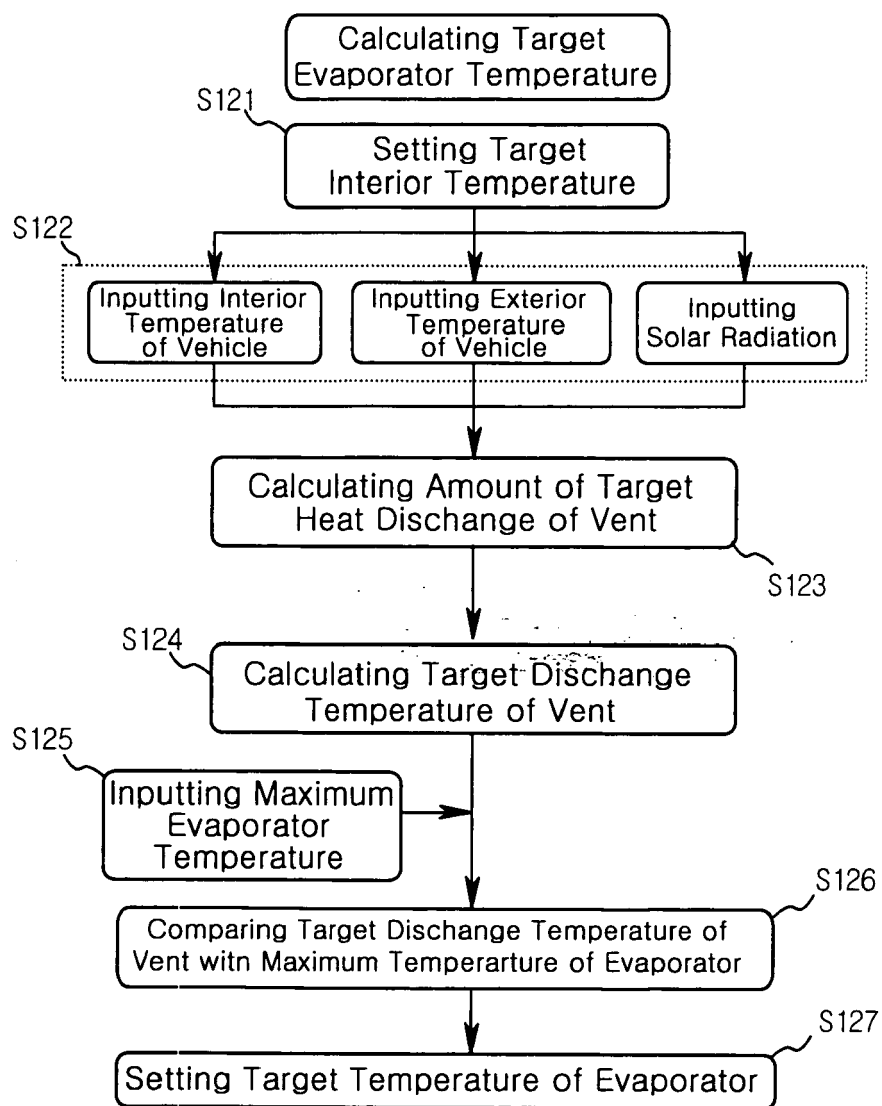 Calculating Target
Evaporator Temperature
S121
Setting Target
Interior Temperature
S122
Inputting Interior
Temperature
of Vehicle
Inputting Exterior
Temperature
of Vehicle
Inputting
Solar Radiation
Calculating Amount of Target
Heat Dischange of Vent
S123
S124
Calculating Target Dischange
Temperature of Vent
S125
Inputting Maximum
Evaporator
Temperature
S126
Comparing Target Dischange Temperature of
Vent witn Maximum Temperarture of Evaporator
S127
Setting Target Temperature of Evaporator